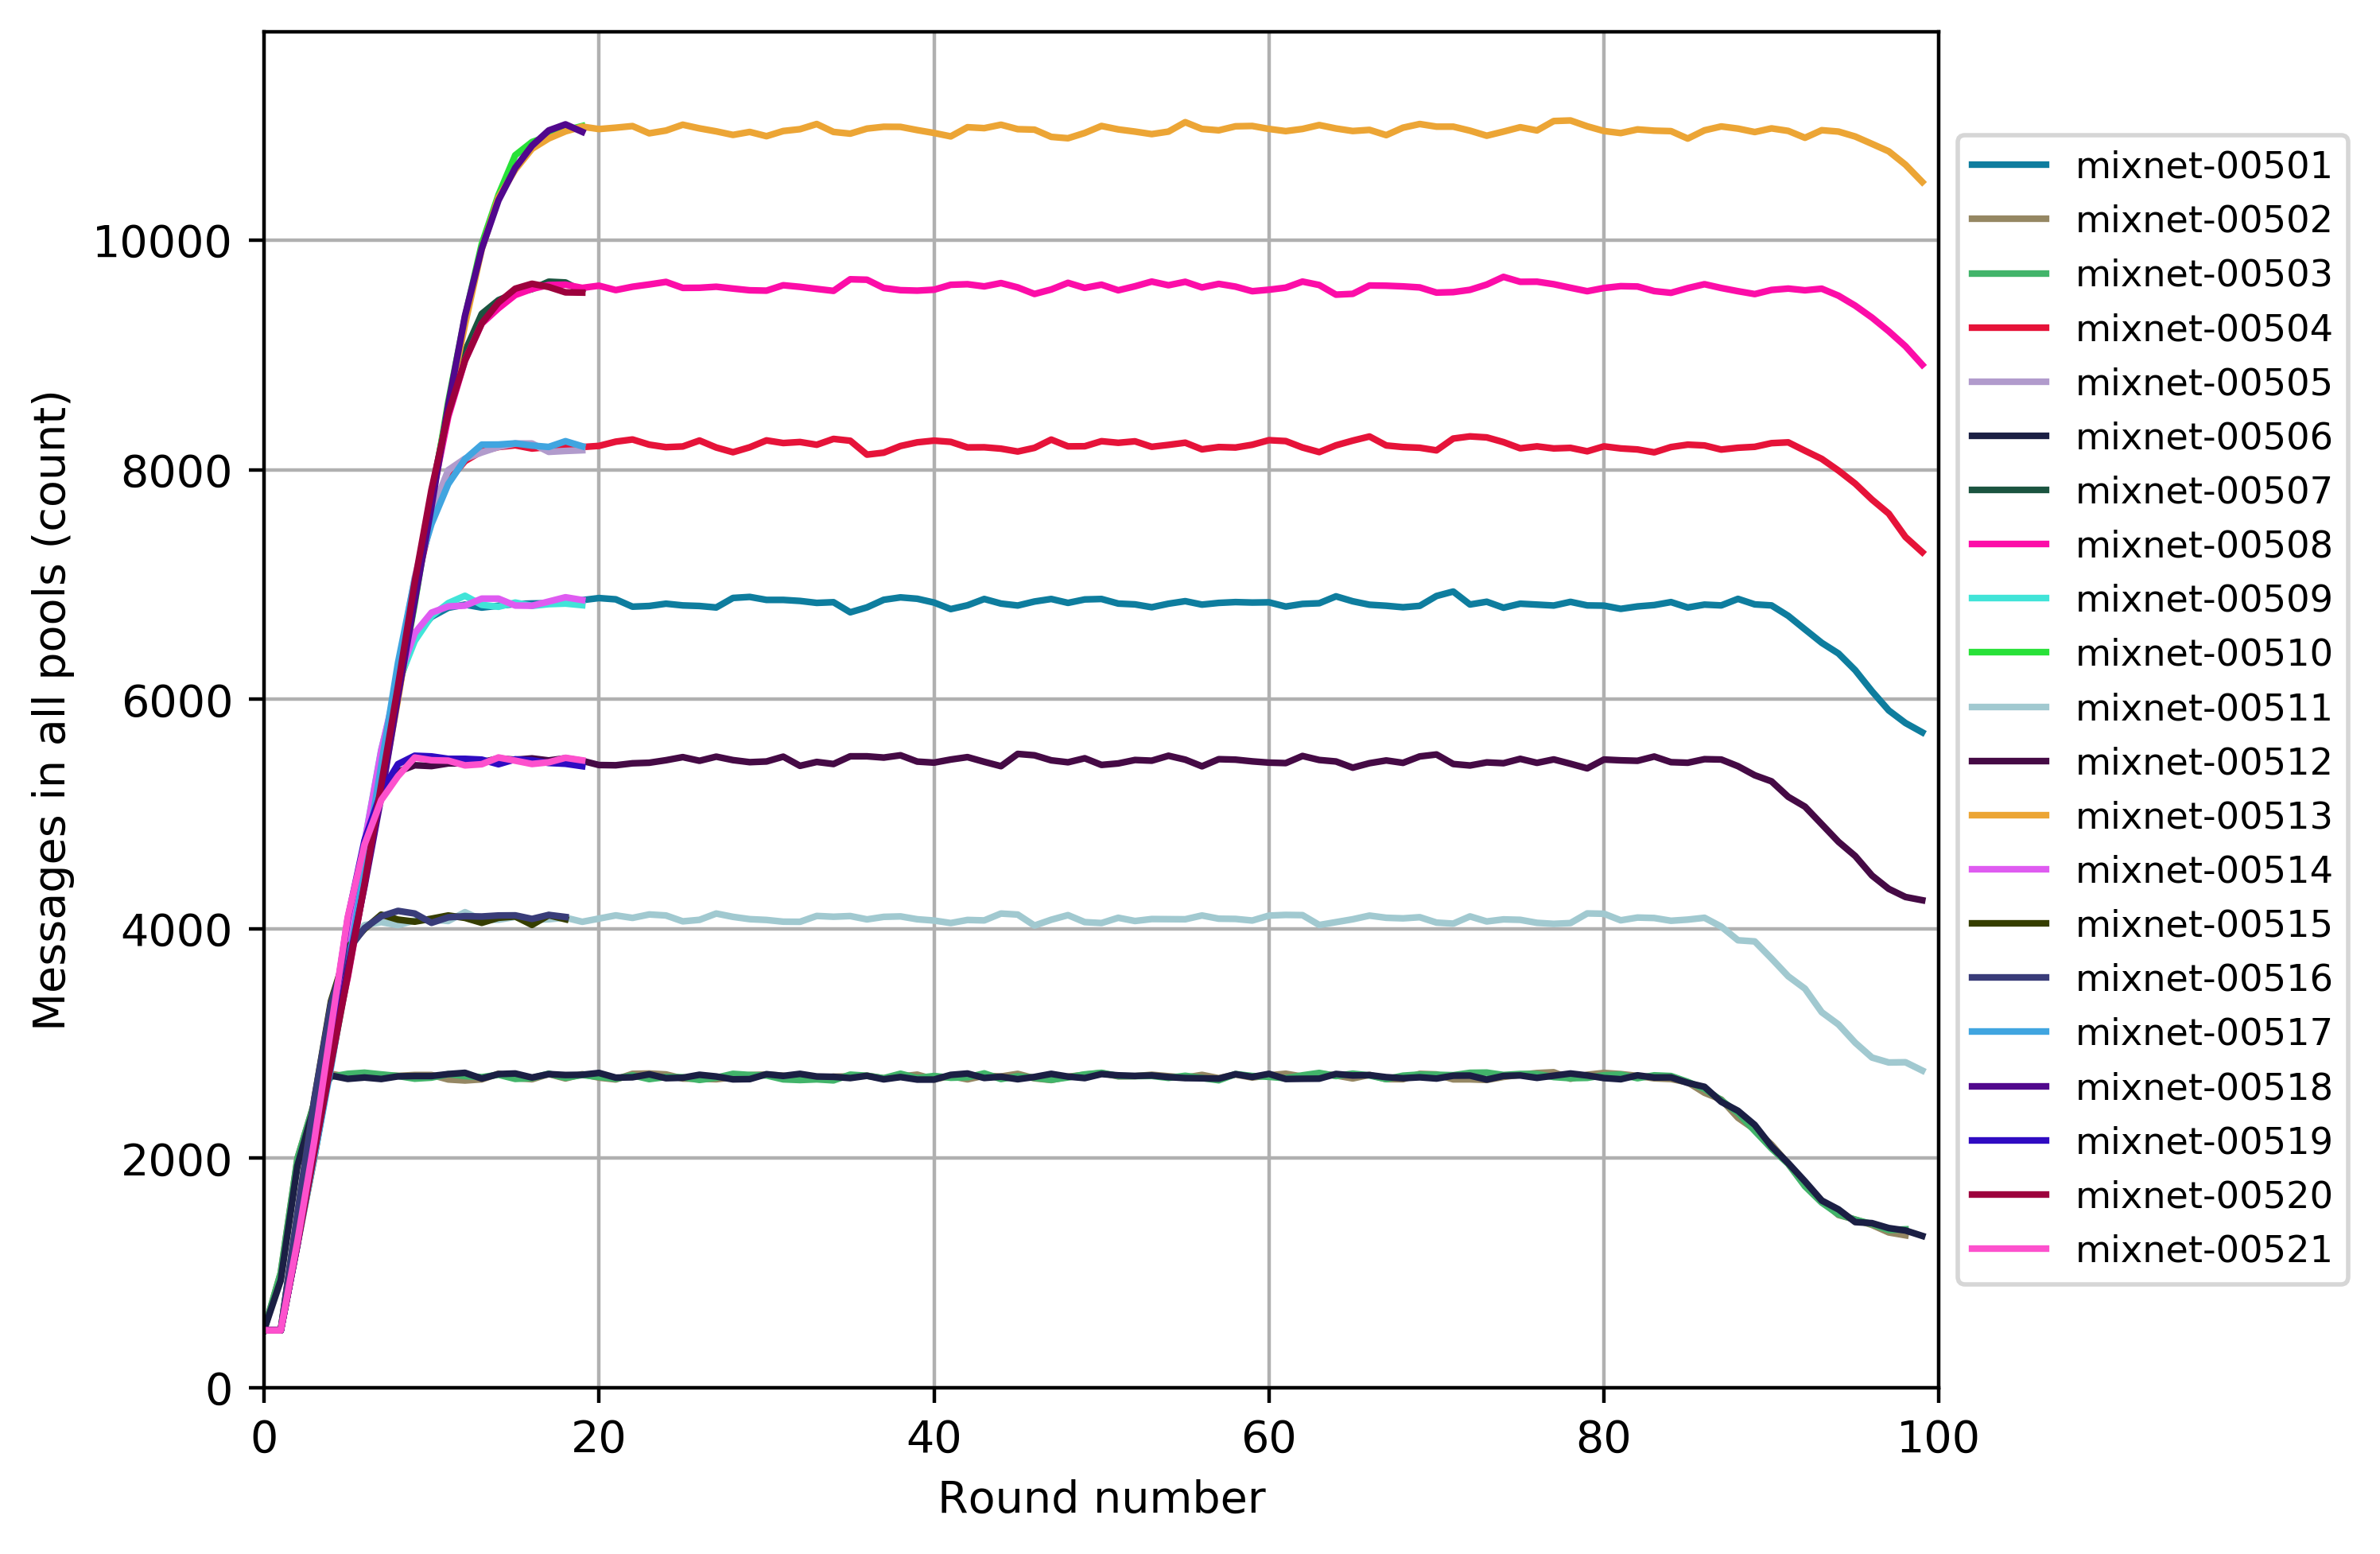 Messages in all pools (count)
10000
8000
6000
4000
2000
0
0 20 40 60 80 100
Round number
mixnet-00501
mixnet-00502
mixnet-00503
mixnet-00504
mixnet-00505
mixnet-00506
mixnet-00507
mixnet-00508
mixnet-00509
mixnet-00510
mixnet-00511
mixnet-00512
mixnet-00513
mixnet-00514
mixnet-00515
mixnet-00516
mixnet-00517
mixnet-00518
mixnet-00519
mixnet-00520
mixnet-00521